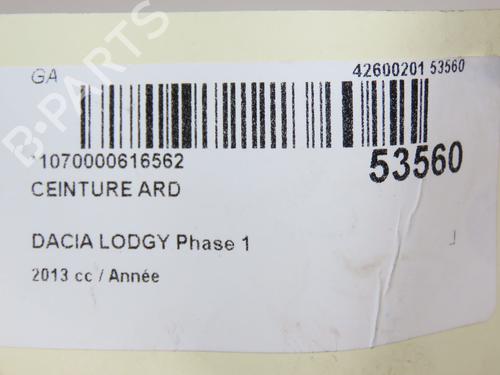 GA
42600201 53560
*1070000616562
53560
CEINTURE ARD
DACIA LODGY Phase 1
2013 cc / Année
B-PARTS